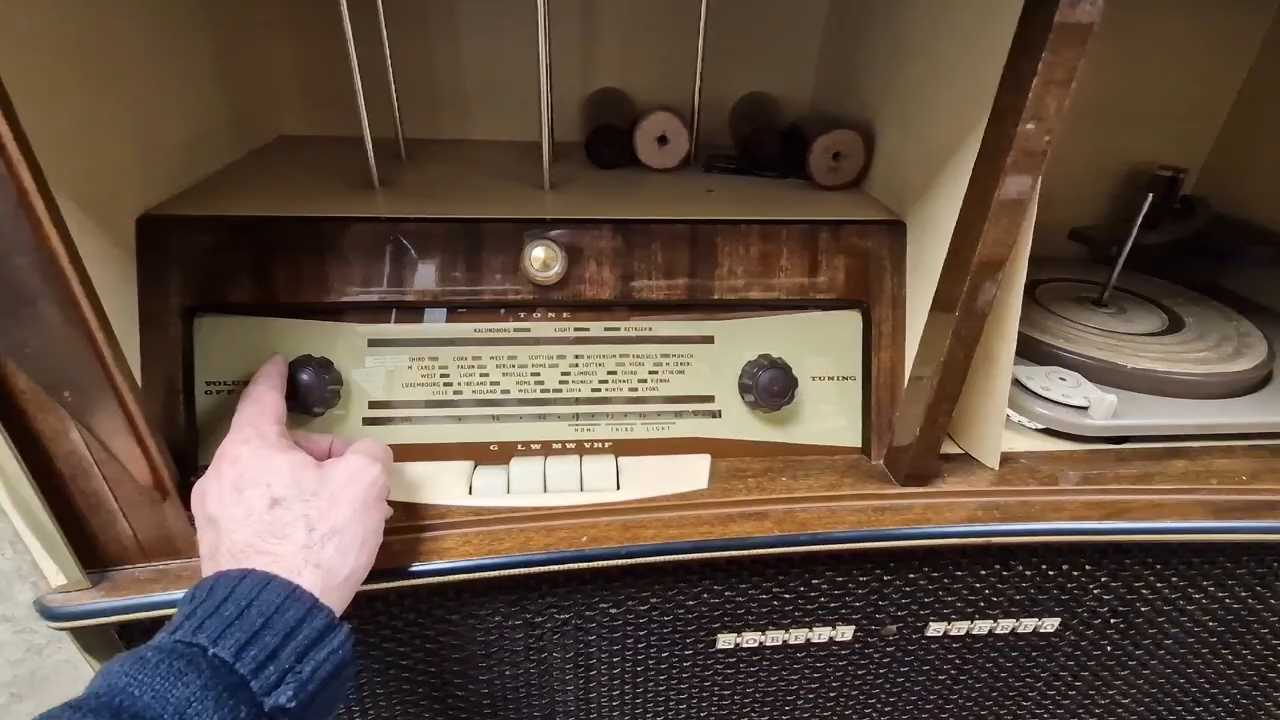 TONE
KALUNDBORG LIGHT REYKJAVIK
THIRD CORK WEST SCOTTISH HILVERSUM BRUSSELS MUNICH
M. CARLO FALUN BERLIN ROME SOTTENS VIGRA M. CENERI
WEST LIGHT BRUSSELS LIMOGES THIRD ATHLONE
LUXEMBOURG N. IRELAND HOME MUNICH RENNES VIENNA
LILLE MIDLAND WELSH SOFIA NORTH LYONS
HOME THIRD LIGHT
TUNING
G LW MW VHF
SOBELL STEREO